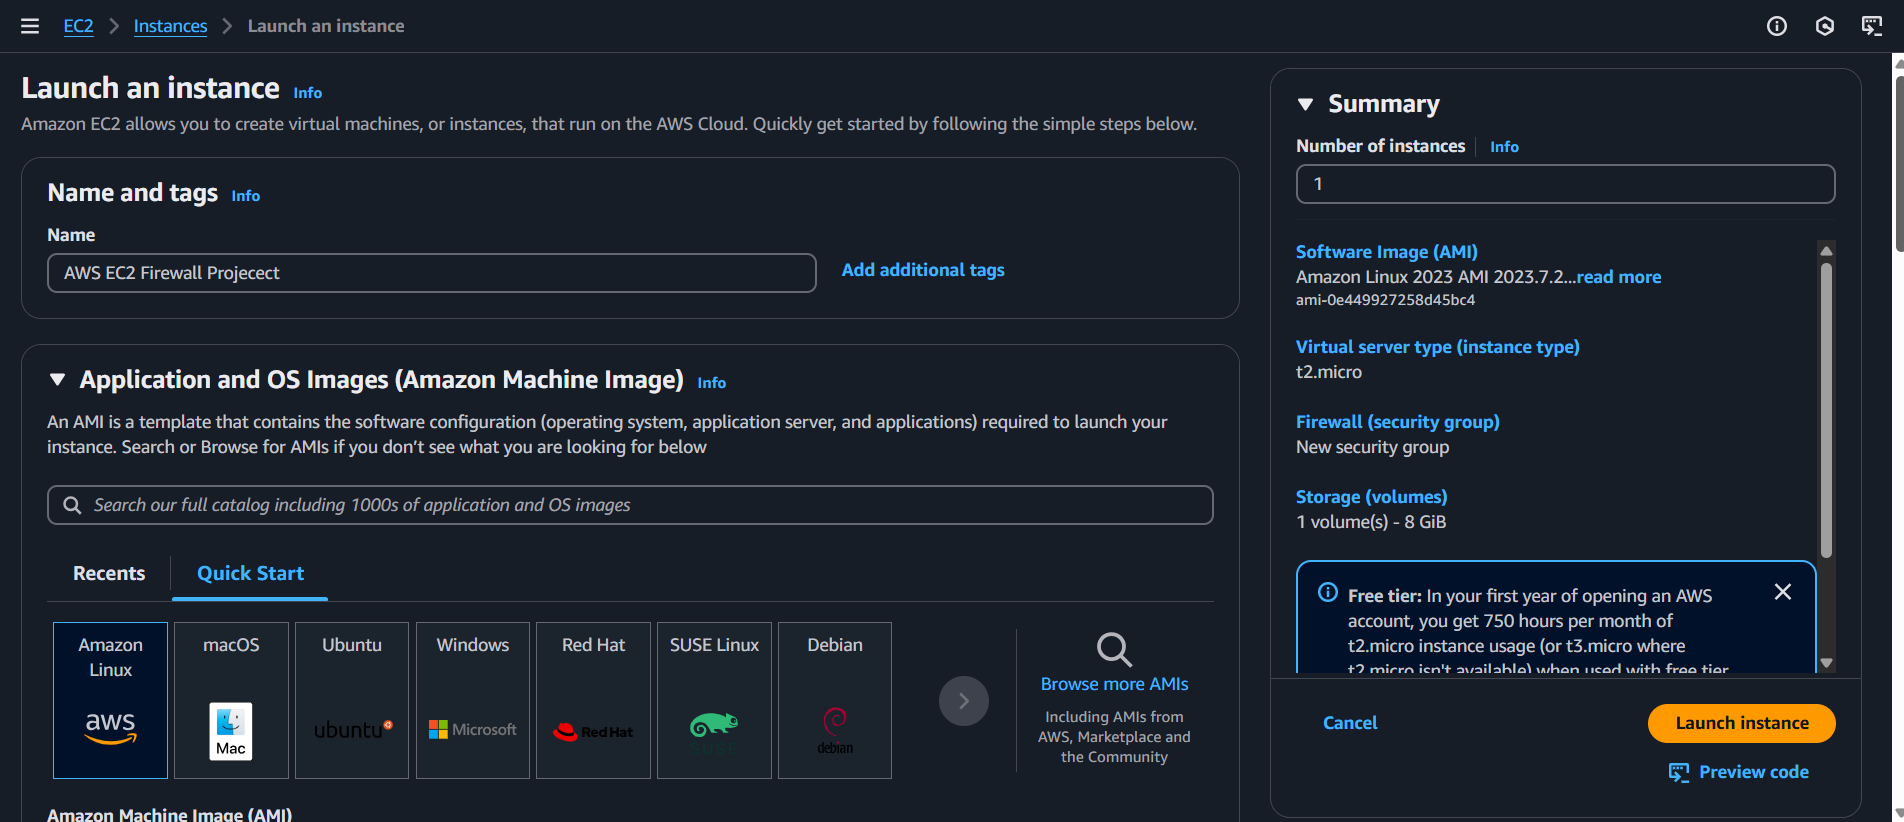 EC2
Instances
Launch an instance
Launch an instance Info
Amazon EC2 allows you to create virtual machines, or instances, that run on the AWS Cloud. Quickly get started by following the simple steps below.
Name and tags Info
Name
AWS EC2 Firewall Projecect
Add additional tags
Application and OS Images (Amazon Machine Image) Info
An AMI is a template that contains the software configuration (operating system, application server, and applications) required to launch your
instance. Search or Browse for AMIs if you don’t see what you are looking for below
Search our full catalog including 1000s of application and OS images
Recents
Quick Start
Amazon
Linux
aws
macOS
Mac
Ubuntu
ubuntu
Windows
Microsoft
Red Hat
Red Hat
SUSE Linux
SUSE
Debian
debian
Browse more AMIs
Including AMIs from
AWS, Marketplace and
the Community
Amazon Machine Image (AMI)
Summary
Number of instances Info
1
Software Image (AMI)
Amazon Linux 2023 AMI 2023.7.2...read more
ami-0e449927258d45bc4
Virtual server type (instance type)
t2.micro
Firewall (security group)
New security group
Storage (volumes)
1 volume(s) - 8 GiB
Free tier: In your first year of opening an AWS
account, you get 750 hours per month of
t2.micro instance usage (or t3.micro where
t2.micro isn't available) when used with free tier
Cancel
Launch instance
Preview code